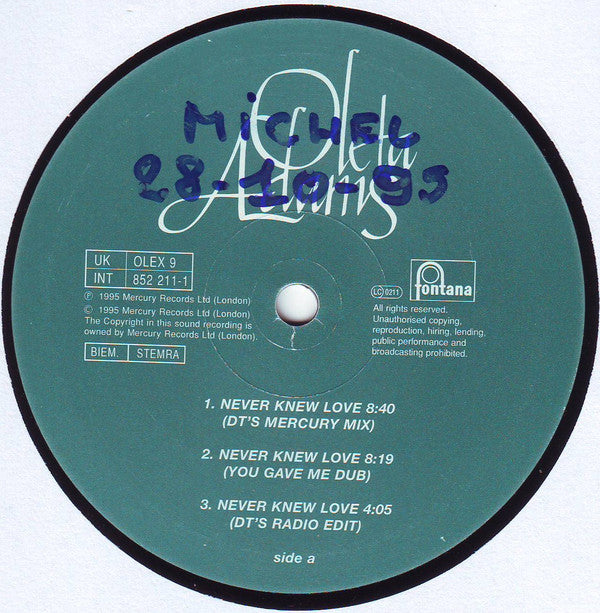 Oleta
Adams
MiCHEL
28-10-95
UK OLEX 9
INT 852 211-1
℗ 1995 Mercury Records Ltd (London)
© 1995 Mercury Records Ltd (London)
The Copyright in this sound recording is
owned by Mercury Records Ltd (London).
BIEM. STEMRA
LC 0211
fontana
All rights reserved.
Unauthorised copying,
reproduction, hiring, lending,
public performance and
broadcasting prohibited.
1. NEVER KNEW LOVE 8:40
(DT'S MERCURY MIX)
2. NEVER KNEW LOVE 8:19
(YOU GAVE ME DUB)
3. NEVER KNEW LOVE 4:05
(DT'S RADIO EDIT)
side a